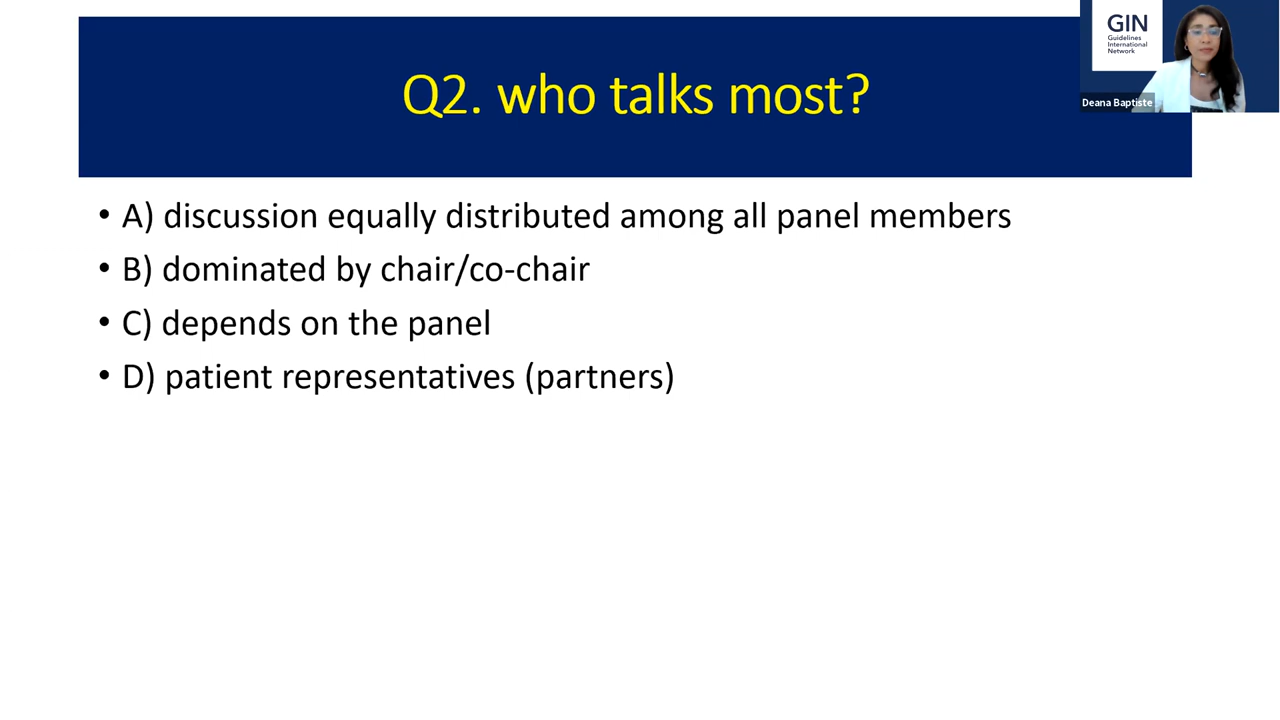 Q2. who talks most?
GIN
Guidelines
International
Network
Deana Baptiste
• A) discussion equally distributed among all panel members
• B) dominated by chair/co-chair
• C) depends on the panel
• D) patient representatives (partners)